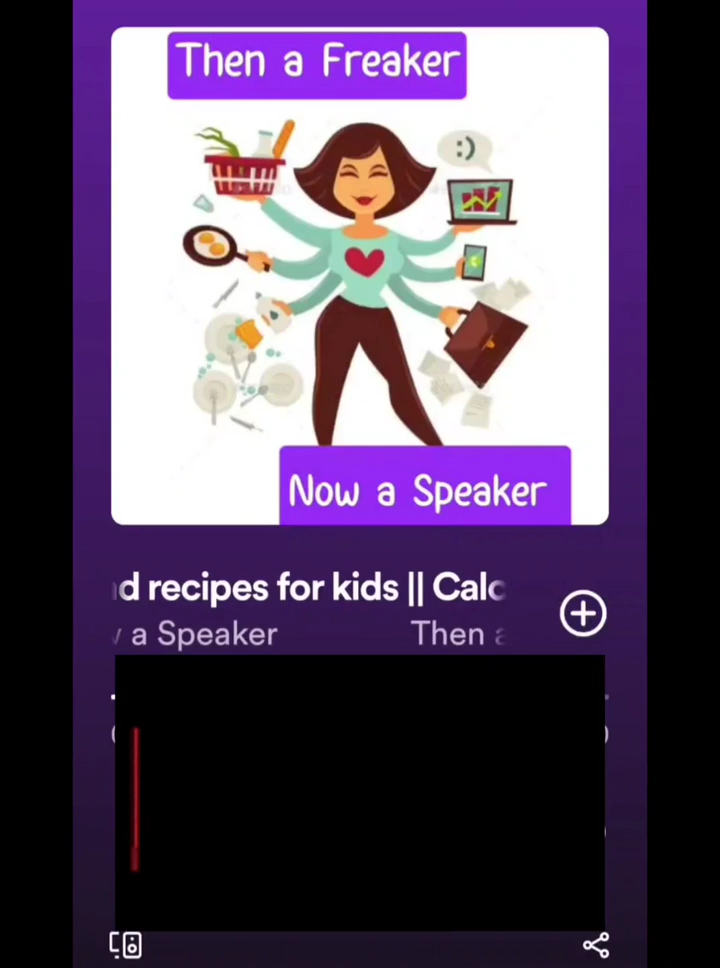 Then a Freaker
:)
Now a Speaker
d recipes for kids || Calc
a Speaker Then a